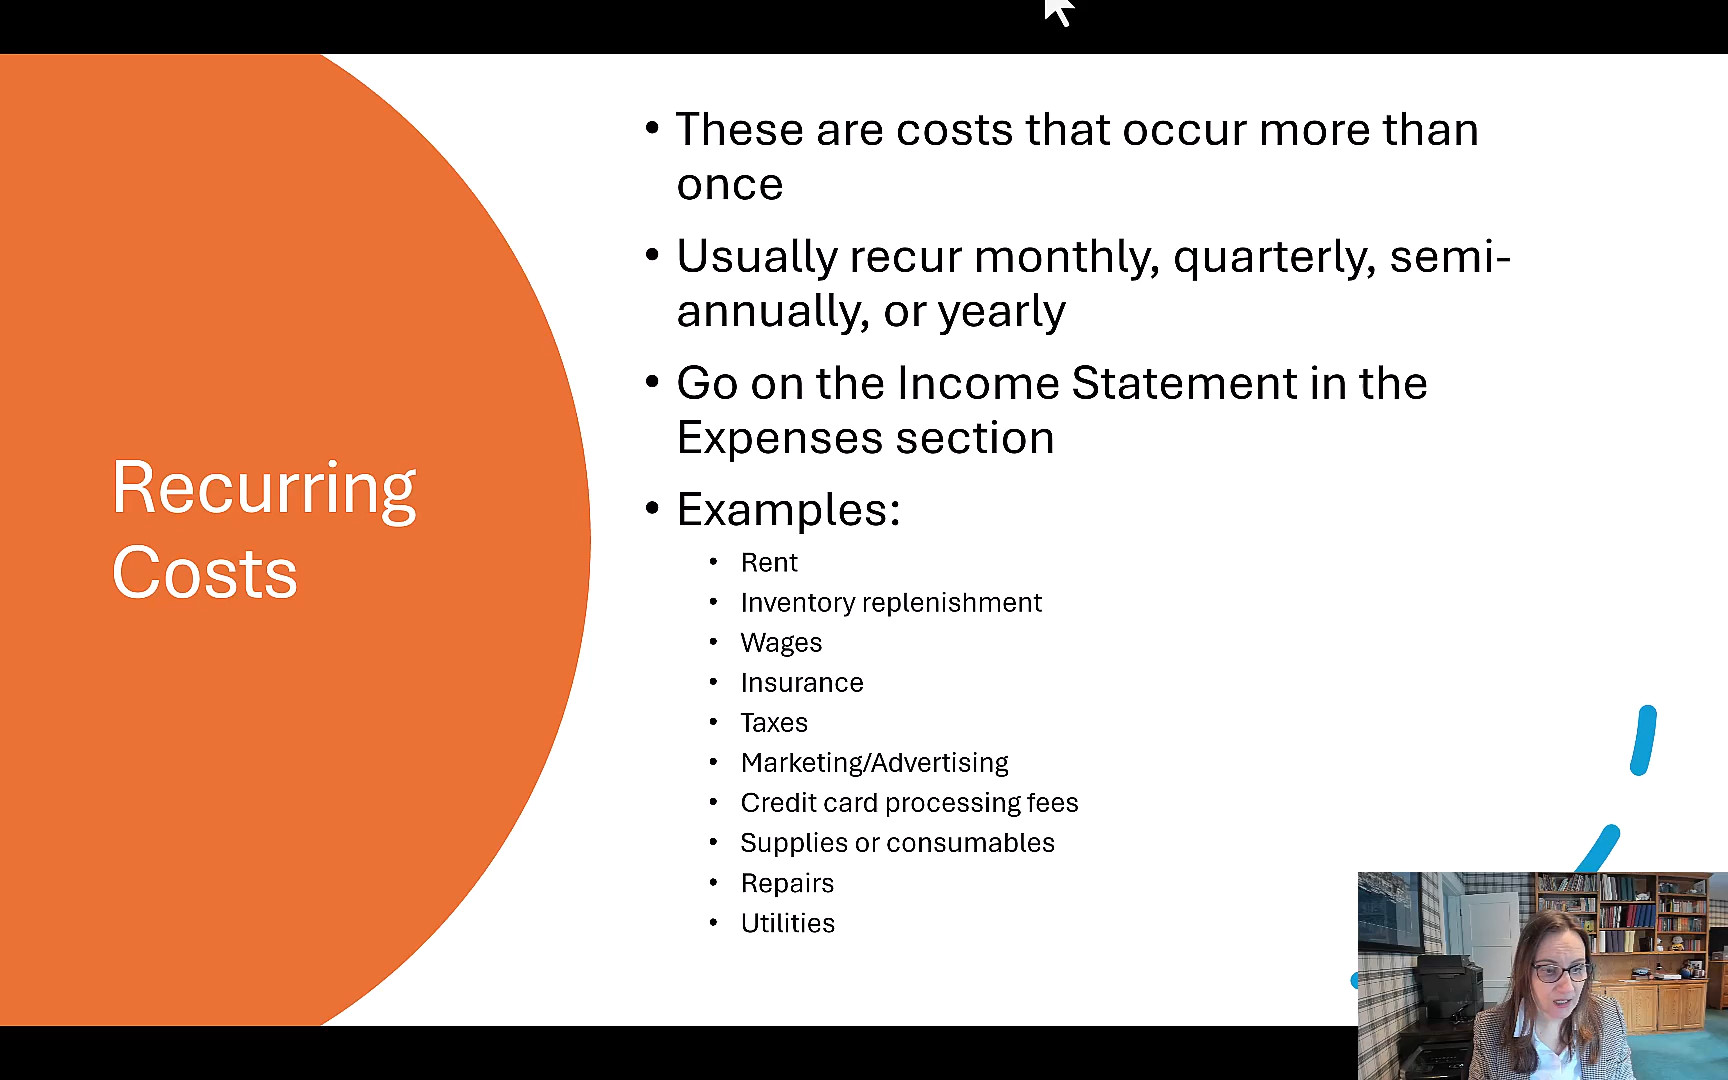 Recurring
Costs
• These are costs that occur more than
once
• Usually recur monthly, quarterly, semi-
annually, or yearly
• Go on the Income Statement in the
Expenses section
• Examples:
• Rent
• Inventory replenishment
• Wages
• Insurance
• Taxes
• Marketing/Advertising
• Credit card processing fees
• Supplies or consumables
• Repairs
• Utilities